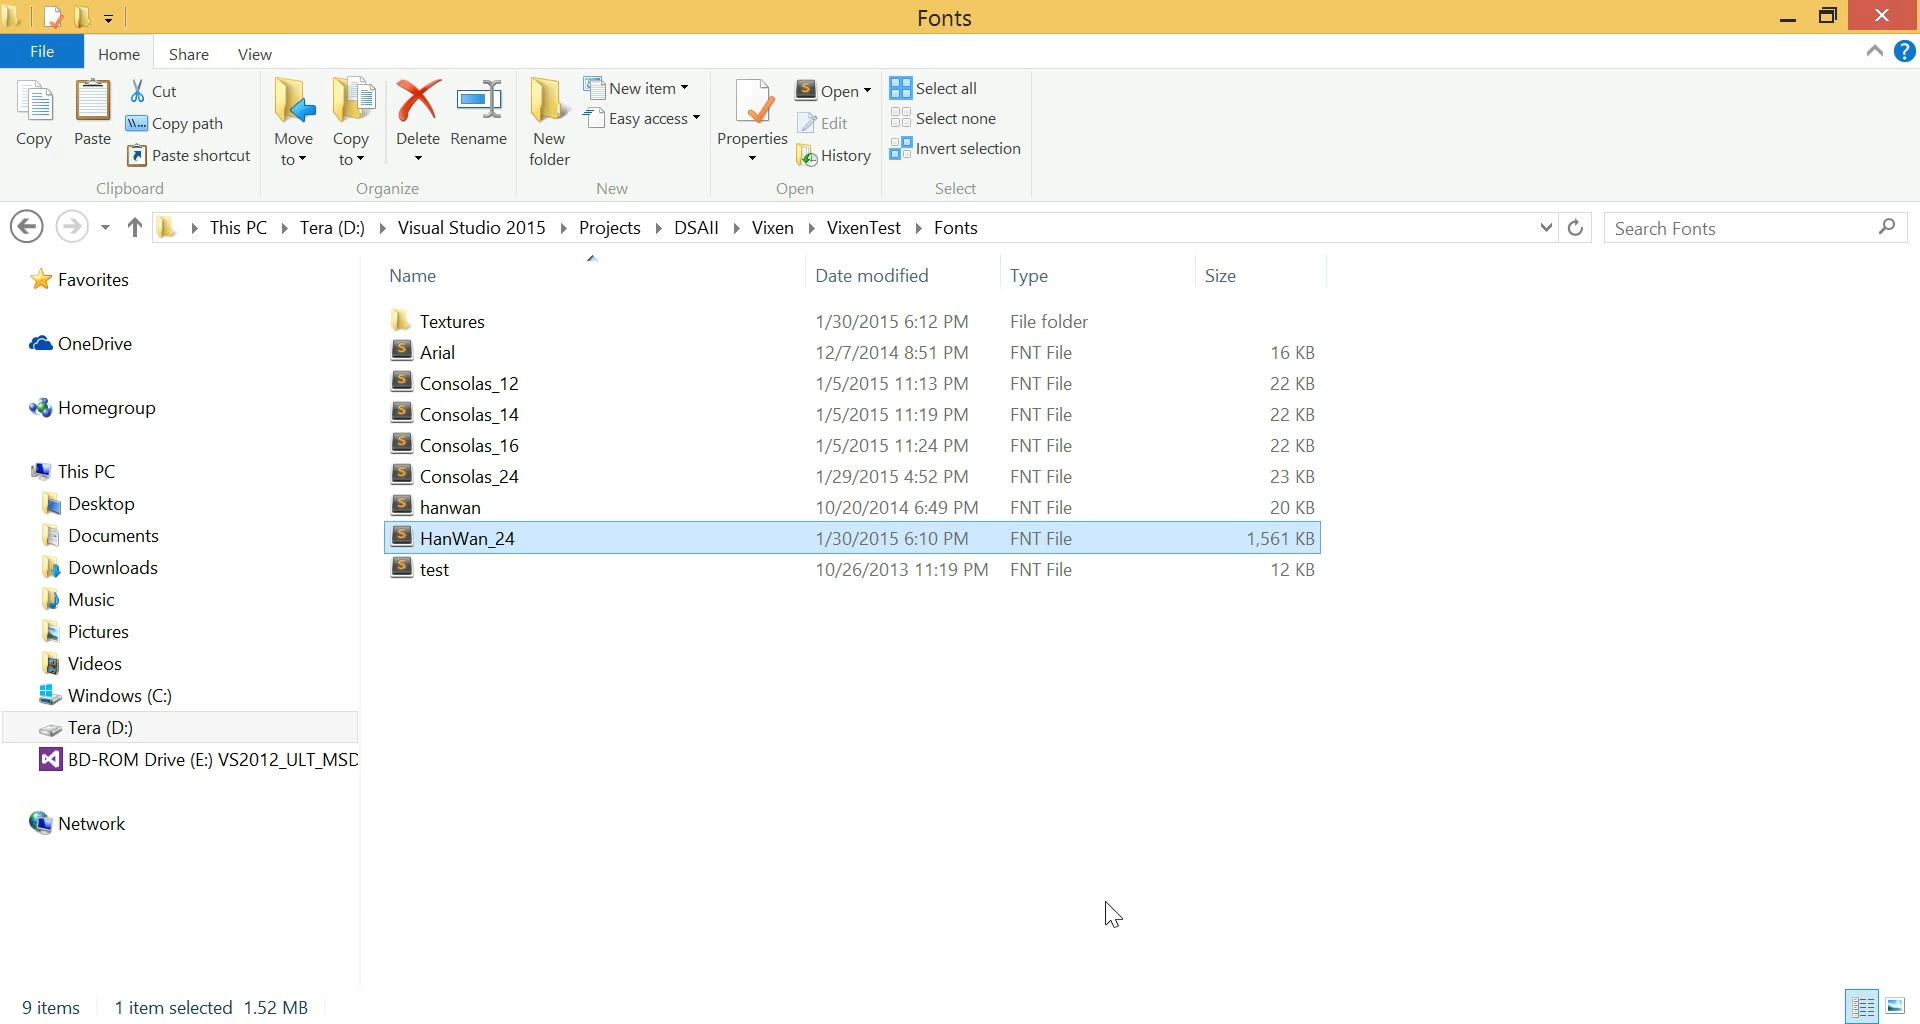 Fonts
File Home Share View
Copy Paste Cut Copy path Paste shortcut
Clipboard
Move to Copy to Delete Rename
Organize
New folder New item Easy access
New
Properties Open Edit History
Open
Select all
Select none
Invert selection
Select
This PC Tera (D:) Visual Studio 2015 Projects DSAII Vixen VixenTest Fonts
Search Fonts
Favorites
OneDrive
Homegroup
This PC
Desktop
Documents
Downloads
Music
Pictures
Videos
Windows (C:)
Tera (D:)
BD-ROM Drive (E:) VS2012_ULT_MSD
Network
Name Date modified Type Size
Textures 1/30/2015 6:12 PM File folder
Arial 12/7/2014 8:51 PM FNT File 16 KB
Consolas_12 1/5/2015 11:13 PM FNT File 22 KB
Consolas_14 1/5/2015 11:19 PM FNT File 22 KB
Consolas_16 1/5/2015 11:24 PM FNT File 22 KB
Consolas_24 1/29/2015 4:52 PM FNT File 23 KB
hanwan 10/20/2014 6:49 PM FNT File 20 KB
HanWan_24 1/30/2015 6:10 PM FNT File 1,561 KB
test 10/26/2013 11:19 PM FNT File 12 KB
9 items 1 item selected 1.52 MB